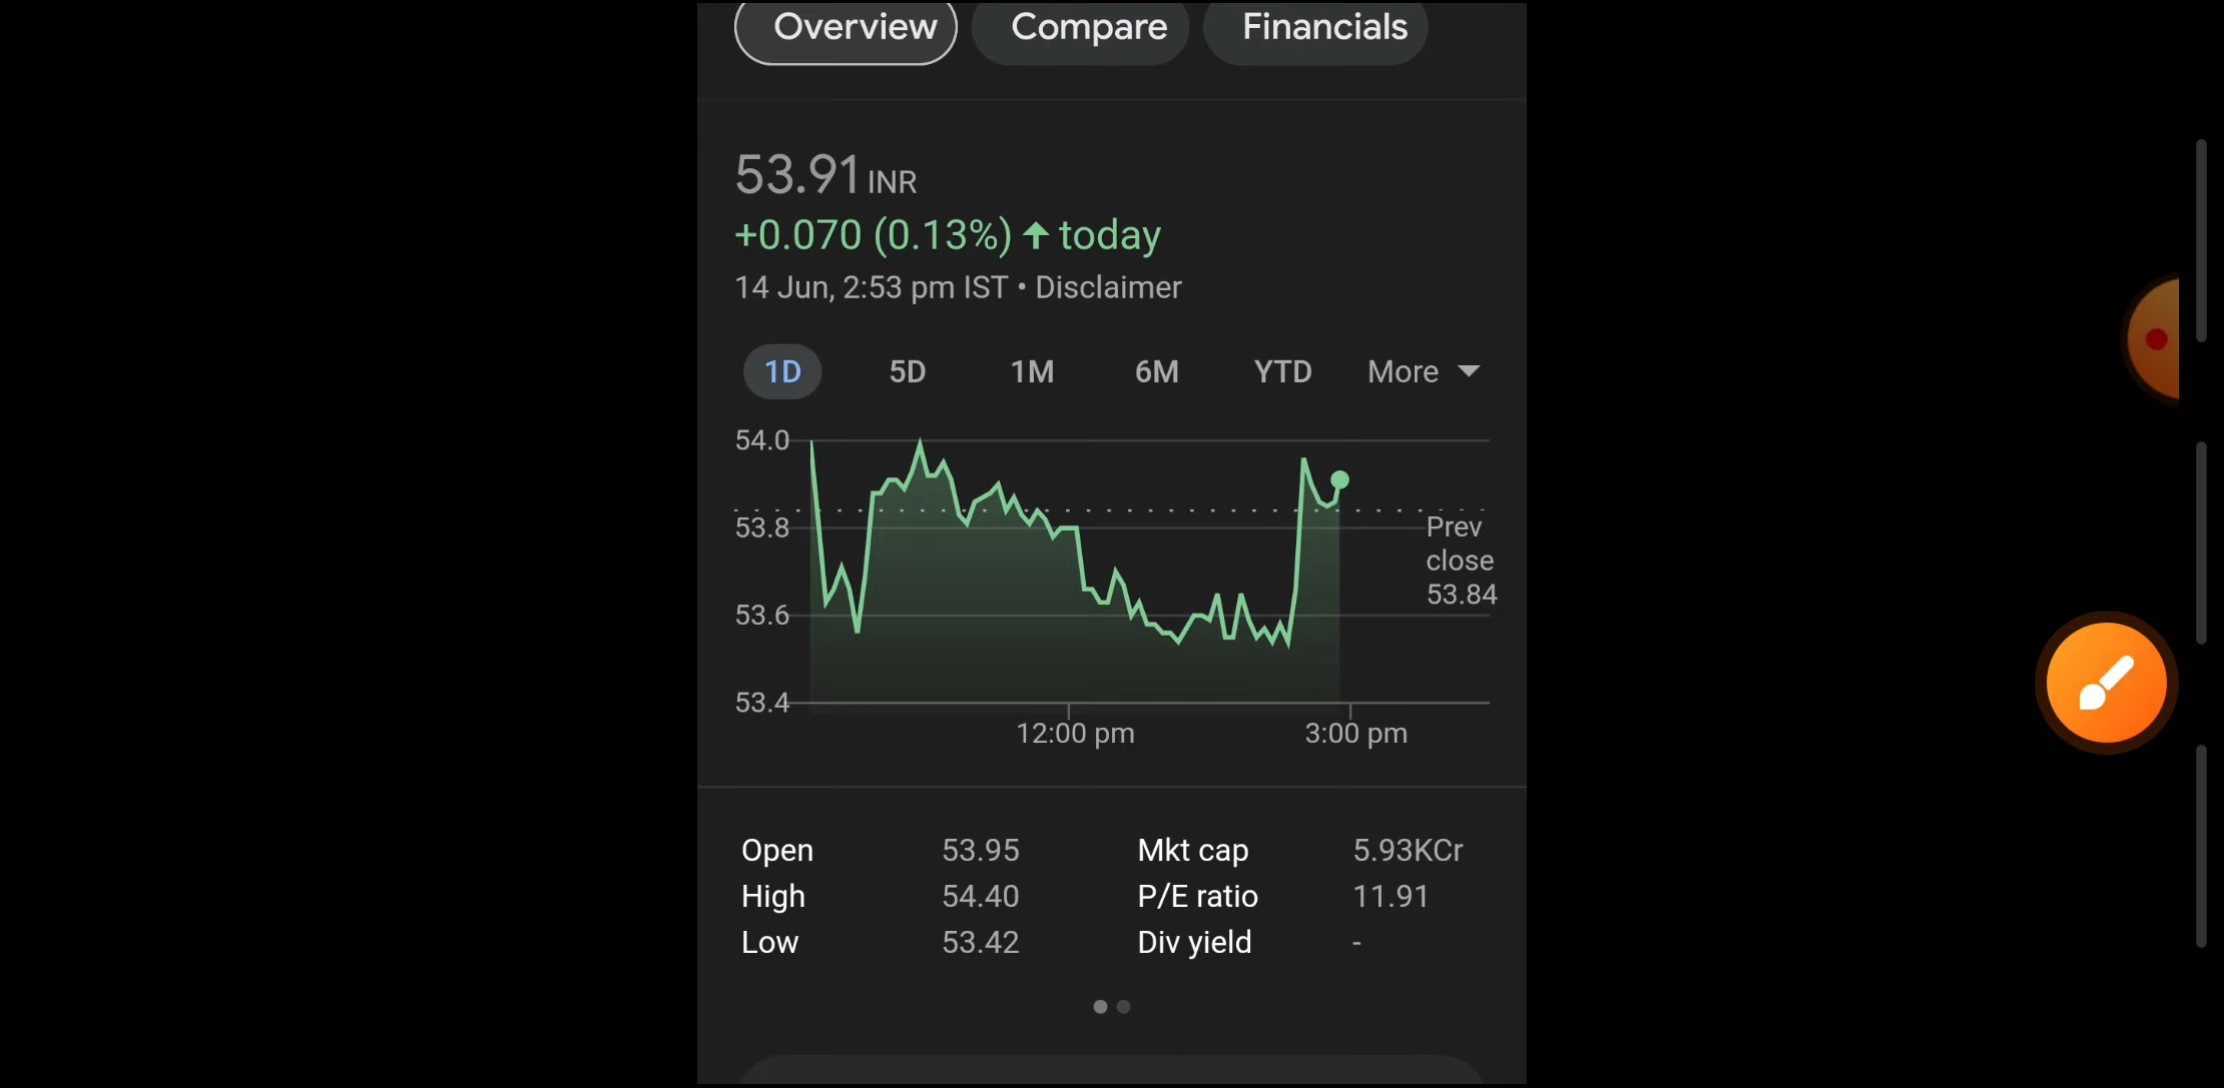 Overview Compare Financials
53.91 INR
+0.070 (0.13%) ↑ today
14 Jun, 2:53 pm IST • Disclaimer
1D 5D 1M 6M YTD More
54.0
53.8
53.6
53.4
Prev
close
53.84
12:00 pm 3:00 pm
Open 53.95 Mkt cap 5.93KCr
High 54.40 P/E ratio 11.91
Low 53.42 Div yield -